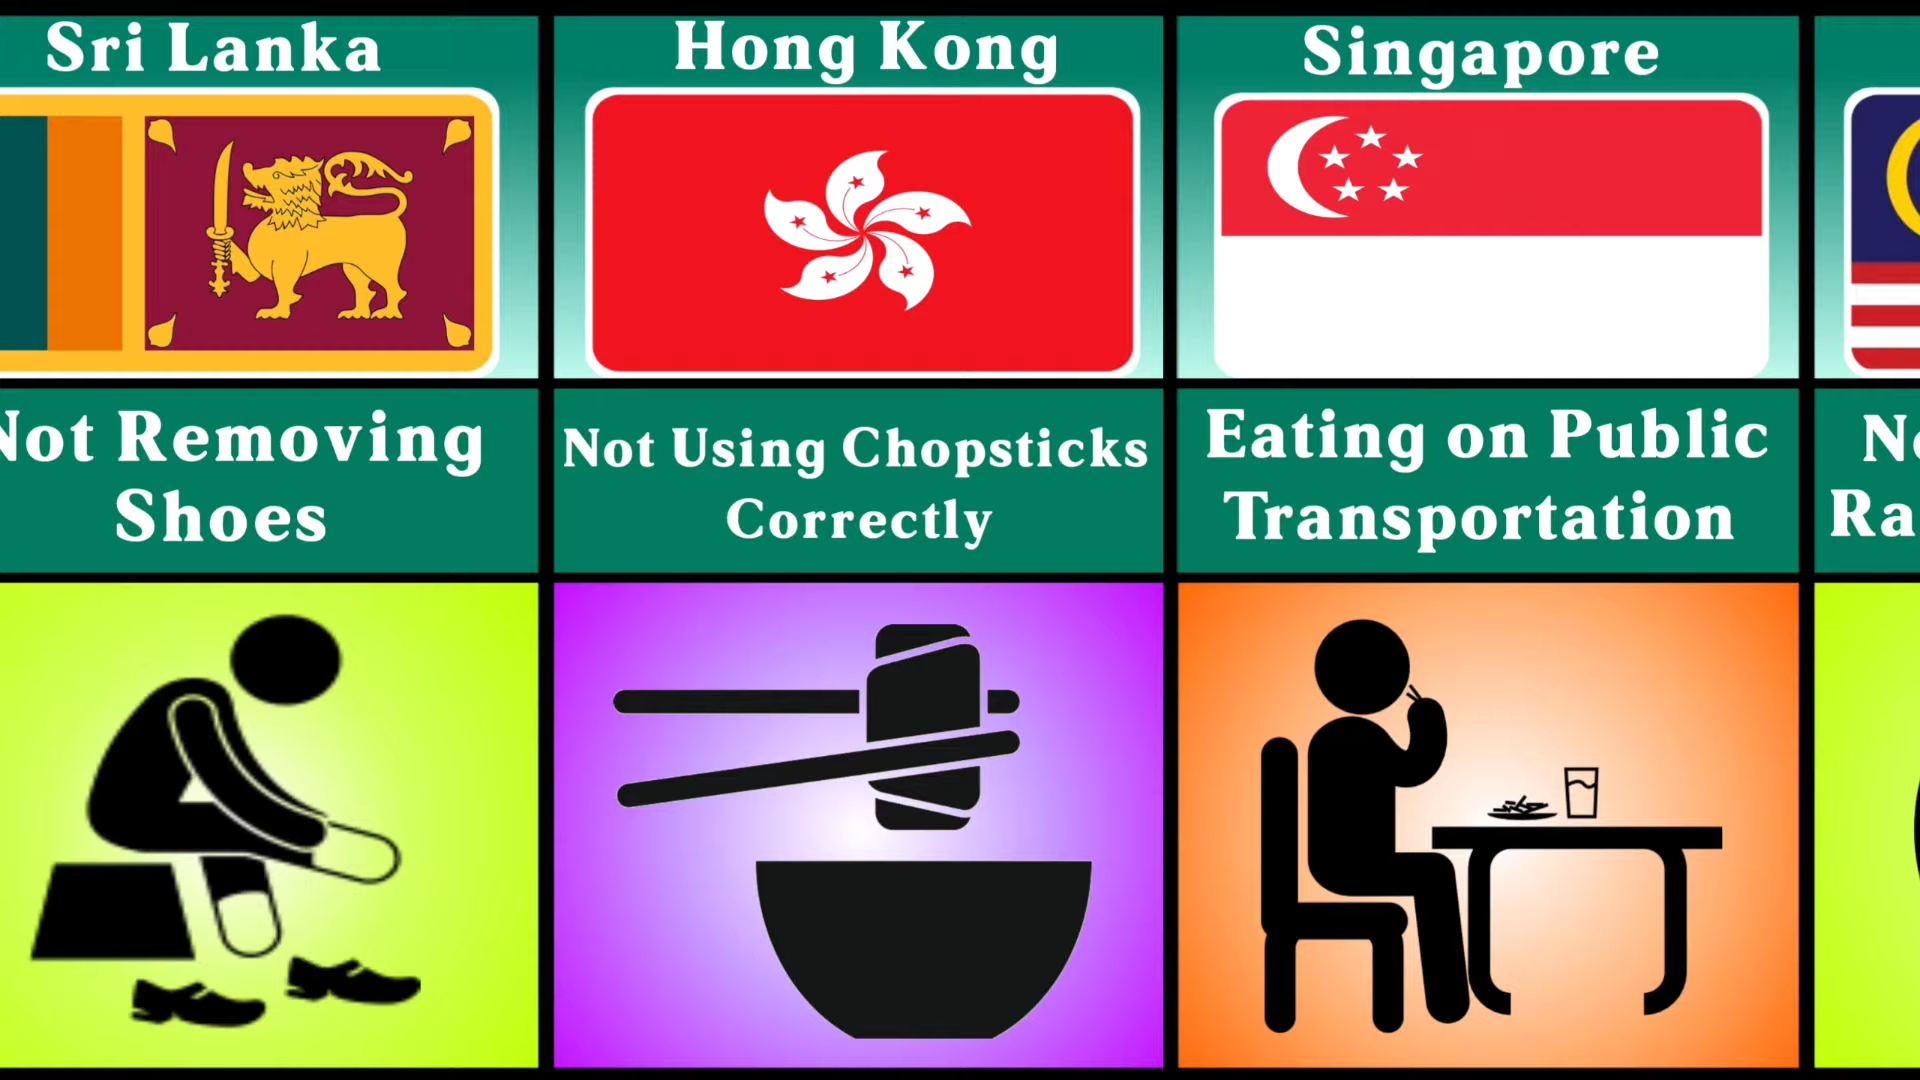 Sri Lanka
Not Removing
Shoes
Hong Kong
Not Using Chopsticks
Correctly
Singapore
Eating on Public
Transportation